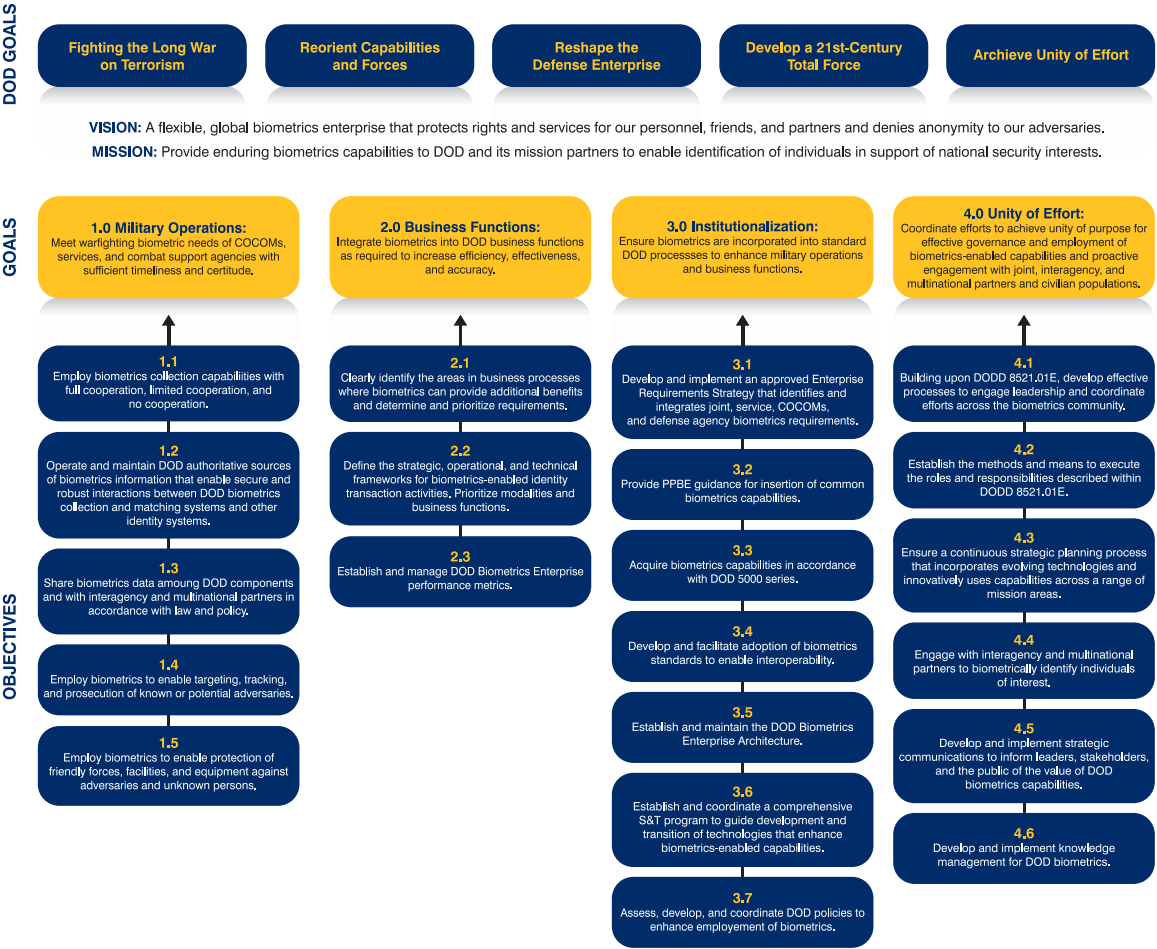 DOD GOALS
Fighting the Long War
on Terrorism
Reorient Capabilities
and Forces
Reshape the
Defense Enterprise
Develop a 21st-Century
Total Force
Archieve Unity of Effort
VISION: A flexible, global biometrics enterprise that protects rights and services for our personnel, friends, and partners and denies anonymity to our adversaries.
MISSION: Provide enduring biometrics capabilities to DOD and its mission partners to enable identification of individuals in support of national security interests.
GOALS
1.0 Military Operations:
Meet warfighting biometric needs of COCOMs,
services, and combat support agencies with
sufficient timeliness and certitude.
2.0 Business Functions:
Integrate biometrics into DOD business functions
as required to increase efficiency, effectiveness,
and accuracy.
3.0 Institutionalization:
Ensure biometrics are incorporated into standard
DOD processses to enhance military operations
and business functions.
4.0 Unity of Effort:
Coordinate efforts to achieve unity of purpose for
effective governance and employment of
biometrics-enabled capabilities and proactive
engagement with joint, interagency, and
multinational partners and civilian populations.
OBJECTIVES
1.1
Employ biometrics collection capabiliities with
full cooperation, limited cooperation, and
no cooperation.
1.2
Operate and maintain DOD authoritative sources
of biometrics information that enable secure and
robust interactions between DOD biometrics
collection and matching systems and other
identity systems.
1.3
Share biometrics data amoung DOD components
and with interagency and multinational partners in
accordance with law and policy.
1.4
Employ biometrics to enable targeting, tracking,
and prosecution of known or potential adversaries.
1.5
Employ biometrics to enable protection of
friendly forces, facilities, and equipment against
adversaries and unknown persons.
2.1
Clearly identify the areas in business processes
where biometrics can provide additional benefits
and determine and prioritize requirements.
2.2
Define the strategic, operational, and technical
frameworks for biometrics-enabled identity
transaction activities. Prioritize modalities and
business functions.
2.3
Establish and manage DOD Biometrics Enterprise
performance metrics.
3.1
Develop and implement an approved Enterprise
Requirements Strategy that identifies and
integrates joint, service, COCOMs,
and defense agency biometrics requirements.
3.2
Provide PPBE guidance for insertion of common
biometrics capabilities.
3.3
Acquire biometrics capabilities in accordance
with DOD 5000 series.
3.4
Develop and facilitate adoption of biometrics
standards to enable interoperability.
3.5
Establish and maintain the DOD Biometrics
Enterprise Architecture.
3.6
Establish and coordinate a comprehensive
S&T program to guide development and
transition of technologies that enhance
biometrics-enabled capabilities.
3.7
Assess, develop, and coordinate DOD policies to
enhance employement of biometrics.
4.1
Building upon DODD 8521.01E, develop effective
processes to engage leadership and coordinate
efforts across the biometrics community.
4.2
Establish the methods and means to execute
the roles and responsibilities described within
DODD 8521.01E.
4.3
Ensure a continuous strategic planning process
that incorporates evolving technologies and
innovatively uses capabilities across a range of
mission areas.
4.4
Engage with interagency and multinational
partners to biometrically identify individuals
of interest.
4.5
Develop and implement strategic
communications to inform leaders, stakeholders,
and the public of the value of DOD
biometrics capabilities.
4.6
Develop and implement knowledge
management for DOD biometrics.